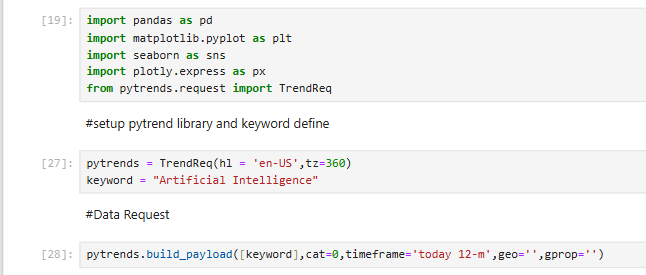 [19]: import pandas as pd
import matplotlib.pyplot as plt
import seaborn as sns
import plotly.express as px
from pytrends.request import TrendReq
#setup pytrend library and keyword define
[27]: pytrends = TrendReq(hl = 'en-US',tz=360)
keyword = "Artificial Intelligence"
#Data Request
[28]: pytrends.build_payload([keyword],cat=0,timeframe='today 12-m',geo='',gprop='')